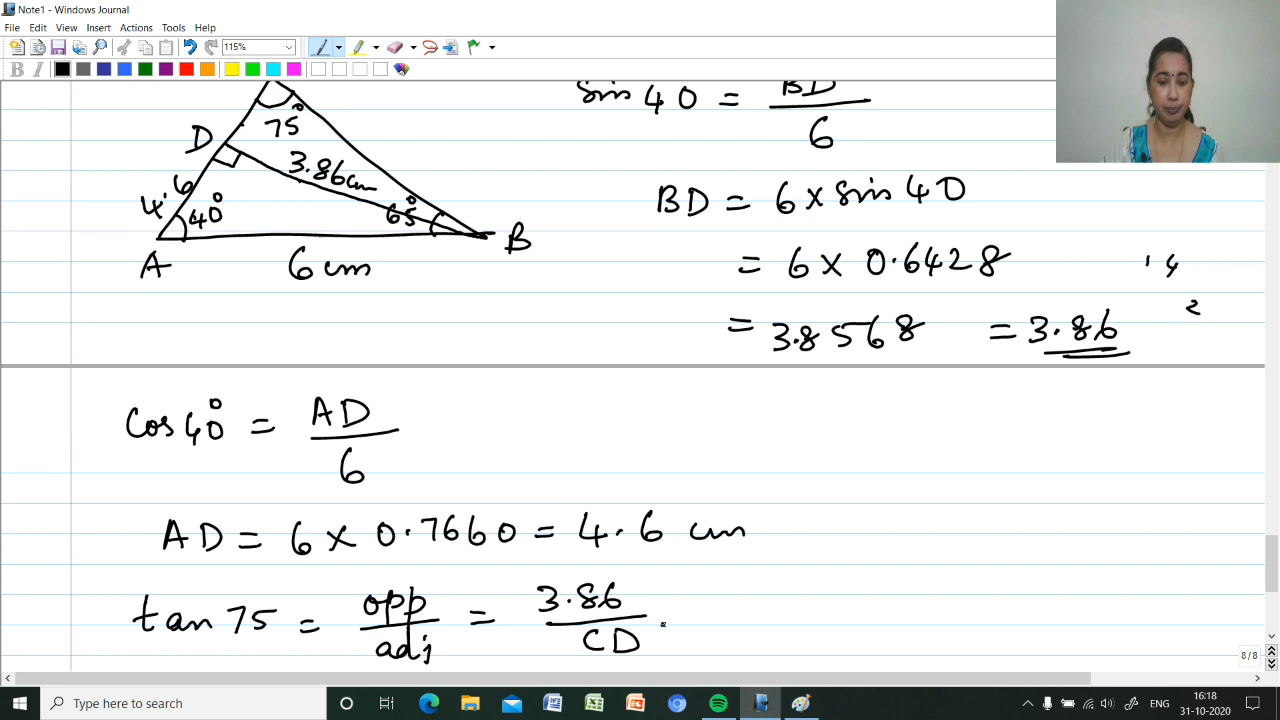 Note1 - Windows Journal
File Edit View Insert Actions Tools Help
115%
B I
75°
D
3.86cm
4.6
40°
65°
A
6 cm
B
sin 40 = BD/6
BD = 6 x sin 40
= 6 x 0.6428
1 4
2
= 3.8568 = 3.86
cos 40° = AD/6
AD = 6 x 0.7660 = 4.6 cm
tan 75 = opp/adj = 3.86/CD
8 / 8
Type here to search
ENG
16:18
31-10-2020